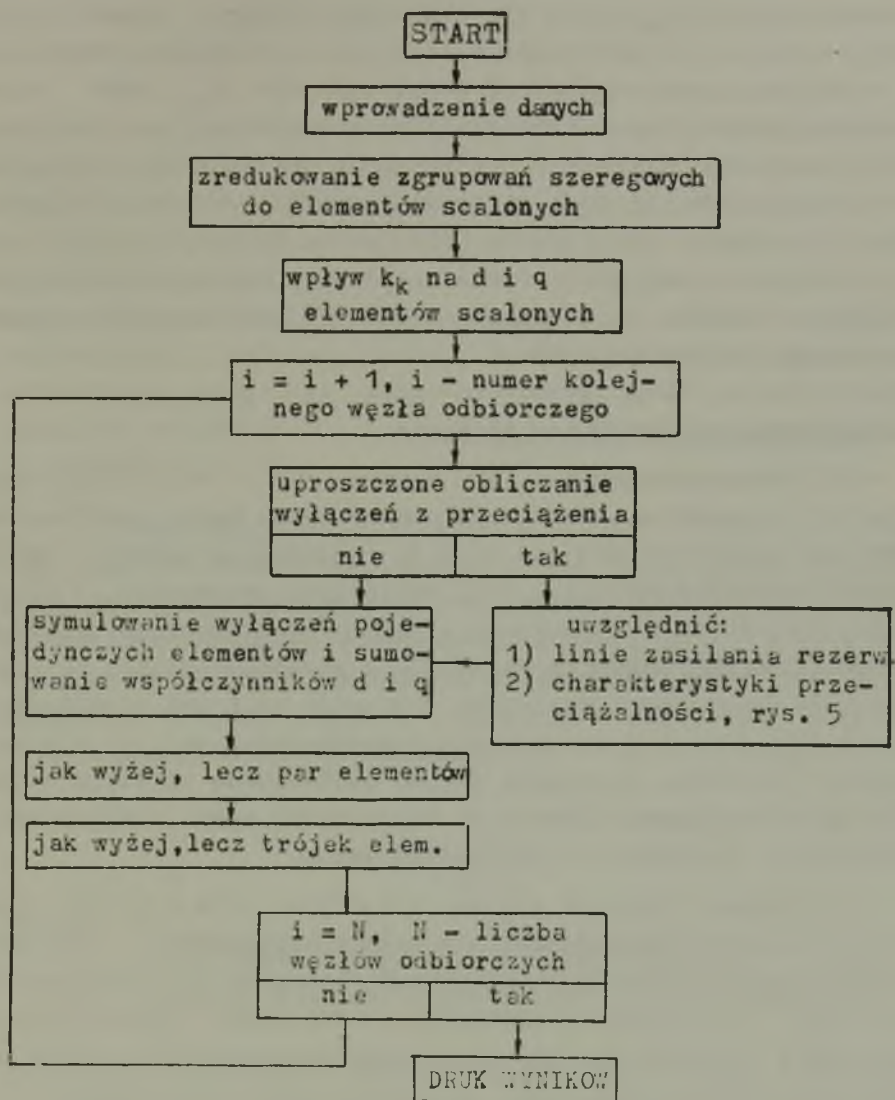 START
wprowadzenie danych
zredukowanie zgrupowań szeregowych
do elementów scalonych
wpływ kk na d i q
elementów scalonych
i = i + 1, i - numer kolej-
nego węzła odbiorczego
uproszczone obliczanie
wyłączeń z przeciążenia
nie
tak
symulowanie wyłączeń poje-
dynczych elementów i sumo-
wanie współczynników d i q
uwzględnić:
1) linie zasilania rezerw.
2) charakterystyki prze-
ciążalności, rys. 5
jak wyżej, lecz par elementów
jak wyżej,lecz trójek elem.
i = N, N - liczba
węzłów odbiorczych
nie
tak
DRUK WYNIKOW